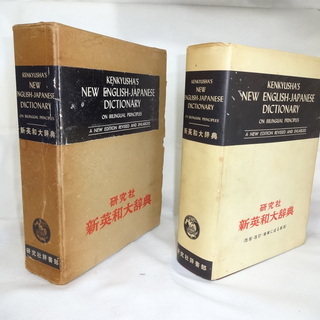 KENKYUSHA'S
NEW ENGLISH-JAPANESE
DICTIONARY
ON BILINGUAL PRINCIPLES
A NEW EDITION REVISED AND ENLARGED
新英和大辞典
研究社
新英和大辞典
研究社辞書部
KENKYUSHA'S
NEW ENGLISH-JAPANESE
DICTIONARY
ON BILINGUAL PRINCIPLES
A NEW EDITION REVISED AND ENLARGED
新英和大辞典
研究社
新英和大辞典
研究社辞書部